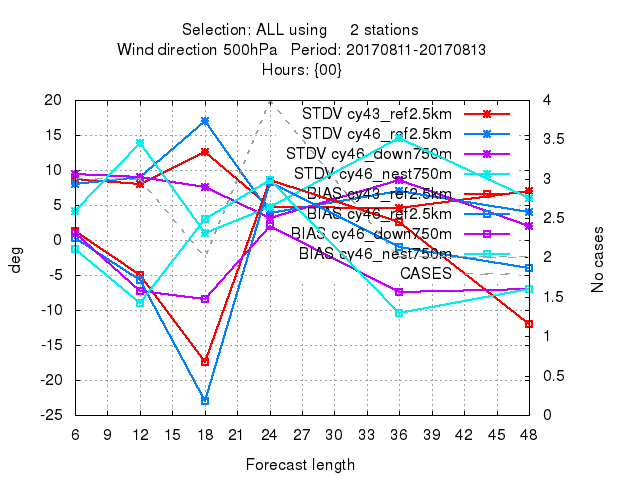 Selection: ALL using 2 stations
Wind direction 500hPa Period: 20170811-20170813
Hours: {00}
20 4
STDV cy43_ref2.5km
STDV cy46_ref2.5km
15 3.5
STDV cy46_down750m
STDV cy46_nest750m
10 3
BIAS cy43_ref2.5km
BIAS cy46_ref2.5km
5 2.5
BIAS cy46_down750m
0 2
BIAS cy46_nest750m
CASES
-5
-10 1.5
-15 1
-20 0.5
-25 0
deg
No cases
6 9 12 15 18 21 24 27 30 33 36 39 42 45 48
Forecast length